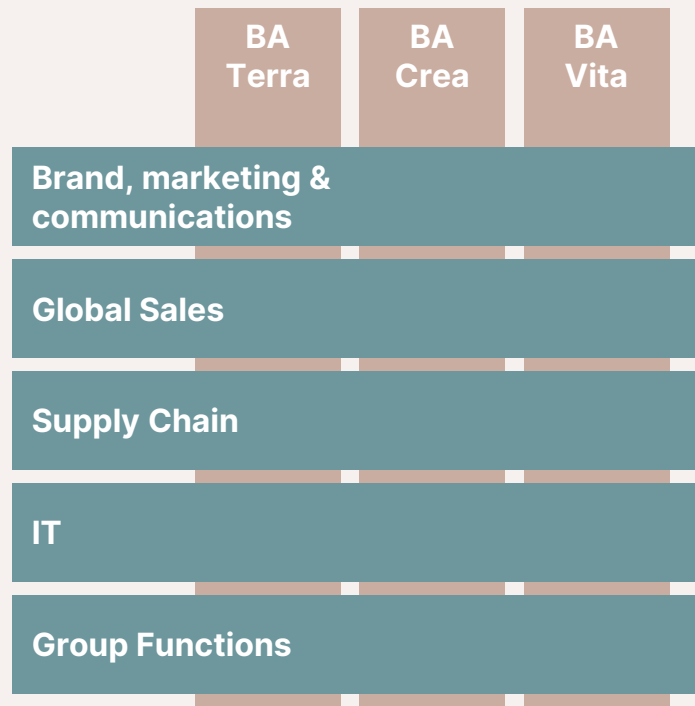 BA
Terra
BA
Crea
BA
Vita
Brand, marketing &
communications
Global Sales
Supply Chain
IT
Group Functions